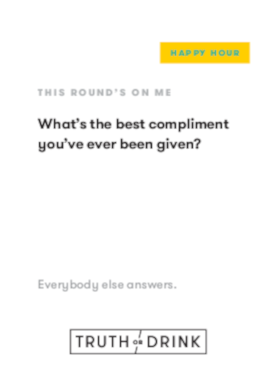 HAPPY HOUR
THIS ROUND'S ON ME
What's the best compliment
you've ever been given?
Everybody else answers.
TRUTH OR DRINK